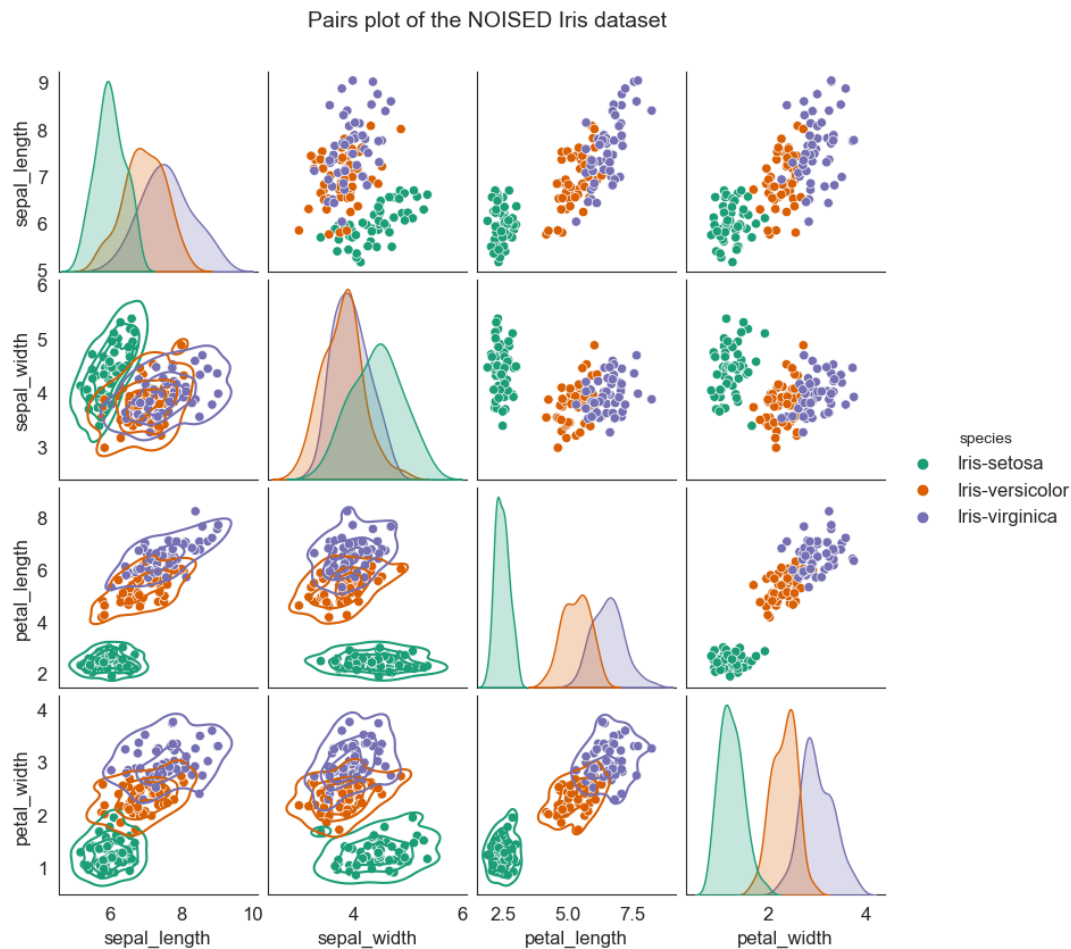 Pairs plot of the NOISED Iris dataset
9
8
7
6
5
sepal_length
6
5
4
3
sepal_width
species
Iris-setosa
Iris-versicolor
Iris-virginica
8
6
4
2
petal_length
4
3
2
1
petal_width
6 8 10 4 6 2.5 5.0 7.5 2 4
sepal_length sepal_width petal_length petal_width